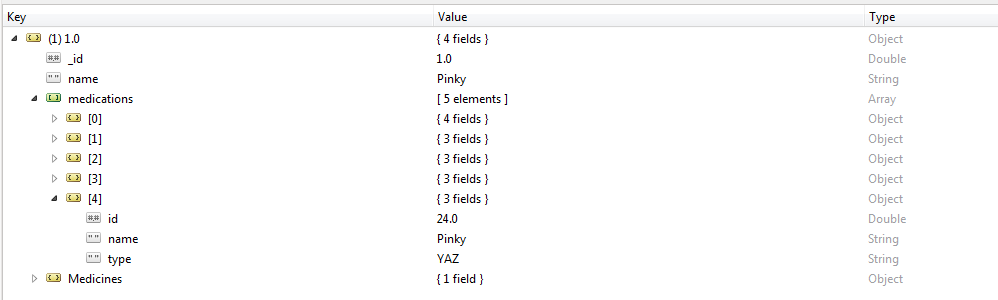 Key Value Type
(1) 1.0 { 4 fields } Object
_id 1.0 Double
name Pinky String
medications [ 5 elements ] Array
[0] { 4 fields } Object
[1] { 3 fields } Object
[2] { 3 fields } Object
[3] { 3 fields } Object
[4] { 3 fields } Object
id 24.0 Double
name Pinky String
type YAZ String
Medicines { 1 field } Object